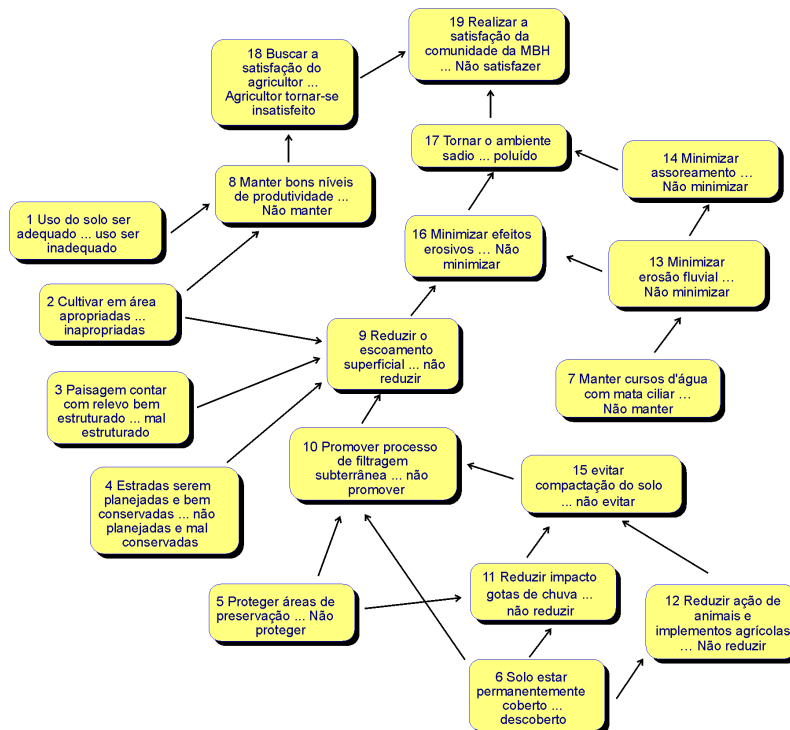 19 Realizar a
satisfação da
comunidade da MBH
... Não satisfazer
18 Buscar a
satisfação do
agricultor ...
Agricultor tornar-se
insatisfeito
17 Tornar o ambiente
sadio ... poluído
14 Minimizar
assoreamento ...
Não minimizar
8 Manter bons níveis
de produtividade ...
Não manter
1 Uso do solo ser
adequado ... uso ser
inadequado
16 Minimizar efeitos
erosivos ... Não
minimizar
13 Minimizar
erosão fluvial ...
Não minimizar
2 Cultivar em área
apropriadas ...
inapropriadas
9 Reduzir o
escoamento
superficial ... não
reduzir
7 Manter cursos d'água
com mata ciliar ...
Não manter
3 Paisagem contar
com relevo bem
estruturado ... mal
estruturado
10 Promover processo
de filtragem
subterrânea ... não
promover
15 evitar
compactação do solo
... não evitar
4 Estradas serem
planejadas e bem
conservadas ... não
planejadas e mal
conservadas
11 Reduzir impacto
gotas de chuva ...
não reduzir
5 Proteger áreas de
preservação ... Não
proteger
12 Reduzir ação de
animais e
implementos agrícolas
... Não reduzir
6 Solo estar
permanentemente
coberto ...
descoberto